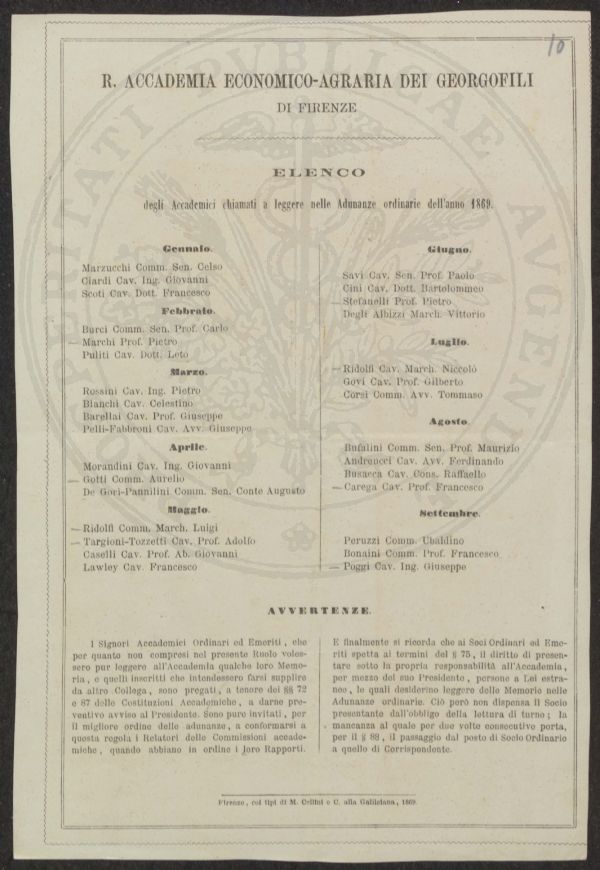 10
R. ACCADEMIA ECONOMICO-AGRARIA DEI GEORGOFILI
DI FIRENZE
ELENCO
degli Accademici chiamati a leggere nelle Adunanze ordinarie dell'anno 1869.
Gennaio.
Marzucchi Comm. Sen. Celso
Ciardi Cav. Ing. Giovanni
Scoti Cav. Dott. Francesco
Febbraio.
Burci Comm. Sen. Prof. Carlo
— Marchi Prof. Pietro
Puliti Cav. Dott. Leto
Marzo.
Rossini Cav. Ing. Pietro
Bianchi Cav. Celestino
Barellai Cav. Prof. Giuseppe
Pelli-Fabbroni Cav. Avv. Giuseppe
Aprile.
Morandini Cav. Ing. Giovanni
— Gotti Comm. Aurelio
De Gori-Pannilini Comm. Sen. Conte Augusto
Maggio.
— Ridolfi Comm. March. Luigi
— Targioni-Tozzetti Cav. Prof. Adolfo
Caselli Cav. Prof. Ab. Giovanni
Lawley Cav. Francesco
Giugno.
Savi Cav. Sen. Prof. Paolo
Cini Cav. Dott. Bartolommeo
— Stefanelli Prof. Pietro
Degli Albizzi March. Vittorio
Luglio.
— Ridolfi Cav. March. Niccolò
Govi Cav. Prof. Gilberto
Corsi Comm. Avv. Tommaso
Agosto.
Bufalini Comm. Sen. Prof. Maurizio
Andreucci Cav. Avv. Ferdinando
Busacca Cav. Cons. Raffaello
— Carega Cav. Prof. Francesco
Settembre.
Peruzzi Comm. Ubaldino
Bonaini Comm. Prof. Francesco
— Poggi Cav. Ing. Giuseppe
AVVERTENZE.
I Signori Accademici Ordinari ed Emeriti, che
per quanto non compresi nel presente Ruolo voles-
sero pur leggere all'Accademia qualche loro Memo-
ria, e quelli inscritti che intendessero farsi supplire
da altro Collega, sono pregati, a tenore dei §§ 72
e 87 delle Costituzioni Accademiche, a darne pre-
ventivo avviso al Presidente. Sono pure invitati, per
il migliore ordine delle adunanze, a conformarsi a
questa regola i Relatori delle Commissioni accade-
miche, quando abbiano in ordine i loro Rapporti.
E finalmente si ricorda che ai Soci Ordinari ed Eme-
riti spetta ai termini del § 75, il diritto di presen-
tare sotto la propria responsabilità all'Accademia,
per mezzo del suo Presidente, persone a Lei estra-
nee, le quali desiderino leggere delle Memorie nelle
Adunanze ordinarie. Ciò però non dispensa il Socio
presentante dall'obbligo della lettura di turno; la
mancanza al quale per due volte consecutive porta,
per il § 88, il passaggio dal posto di Socio Ordinario
a quello di Corrispondente.
Firenze, coi tipi di M. Cellini e C. alla Galileiana, 1869.
PROSPERITATI PVBLICAE AVGENDAE